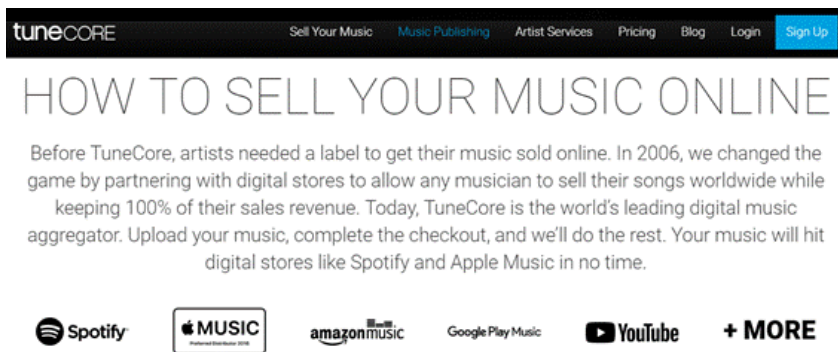 tunecore Sell Your Music Music Publishing Artist Services Pricing Blog Login Sign Up
HOW TO SELL YOUR MUSIC ONLINE
Before TuneCore, artists needed a label to get their music sold online. In 2006, we changed the
game by partnering with digital stores to allow any musician to sell their songs worldwide while
keeping 100% of their sales revenue. Today, TuneCore is the world's leading digital music
aggregator. Upload your music, complete the checkout, and we'll do the rest. Your music will hit
digital stores like Spotify and Apple Music in no time.
Spotify MUSIC amazonmusic Google Play Music YouTube + MORE
Preferred Distributor 2018